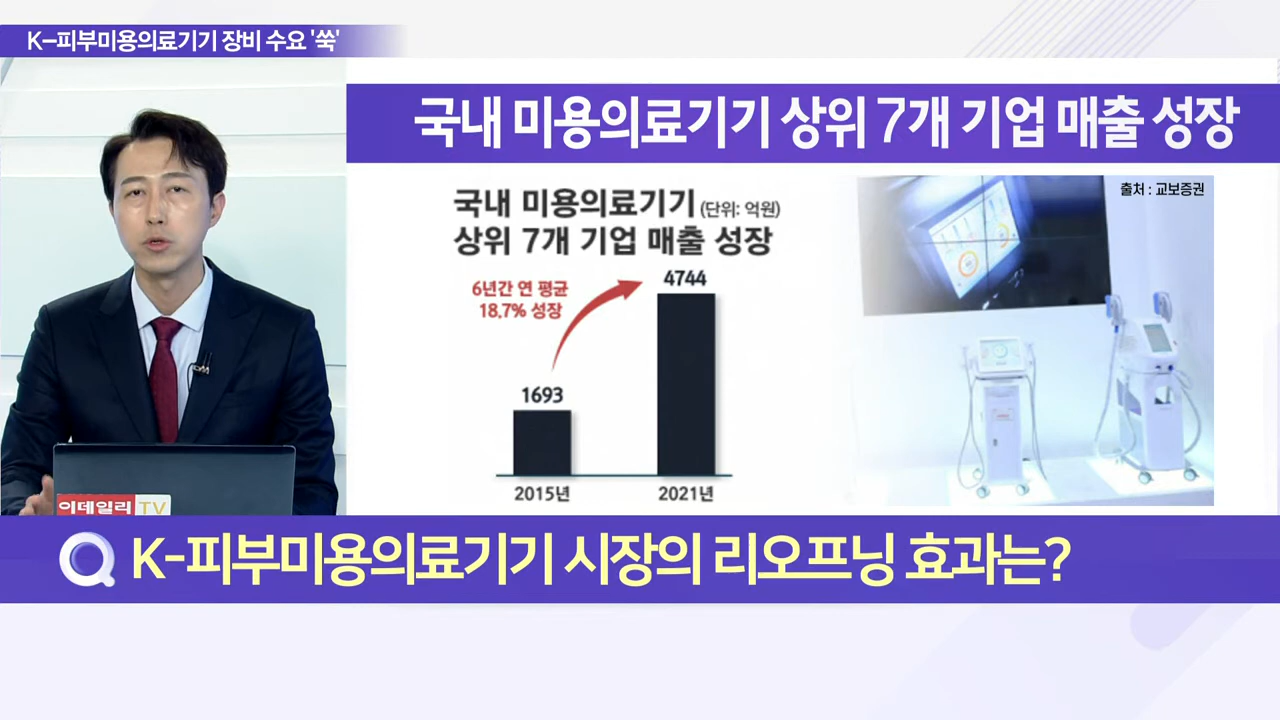 K-피부미용의료기기 장비 수요 '쑥'
국내 미용의료기기 상위 7개 기업 매출 성장
출처 : 교보증권
국내 미용의료기기 (단위: 억원)
상위 7개 기업 매출 성장
6년간 연 평균
18.7% 성장
4744
1693
2015년
2021년
이데일리 TV
K-피부미용의료기기 시장의 리오프닝 효과는?